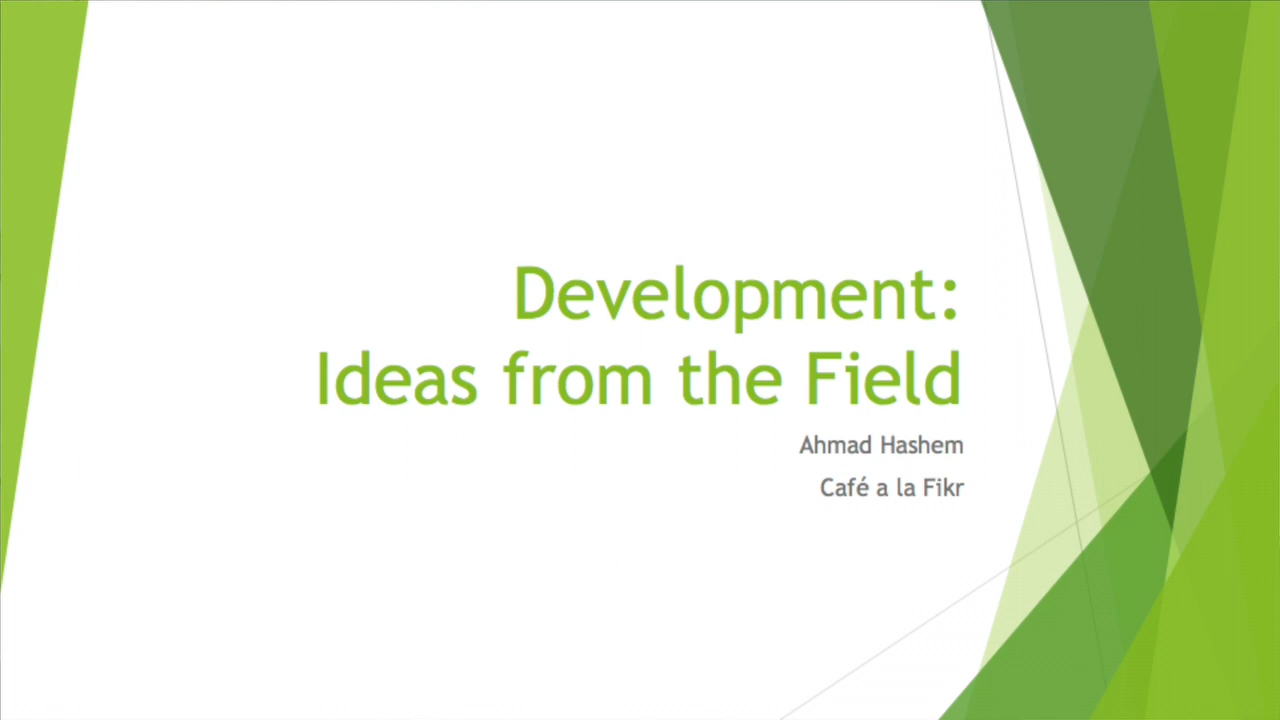 Development:
Ideas from the Field
Ahmad Hashem
Café a la Fikr